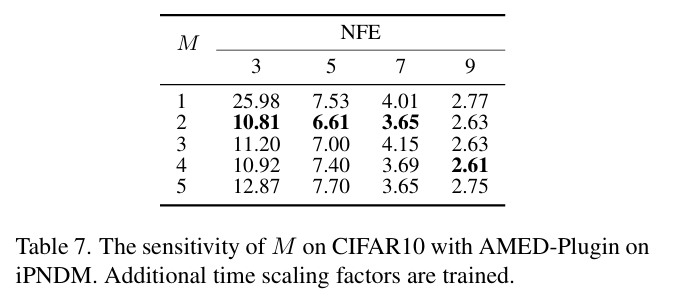 M NFE
3 5 7 9
1 25.98 7.53 4.01 2.77
2 10.81 6.61 3.65 2.63
3 11.20 7.00 4.15 2.63
4 10.92 7.40 3.69 2.61
5 12.87 7.70 3.65 2.75
Table 7. The sensitivity of M on CIFAR10 with AMED-Plugin on
iPNDM. Additional time scaling factors are trained.